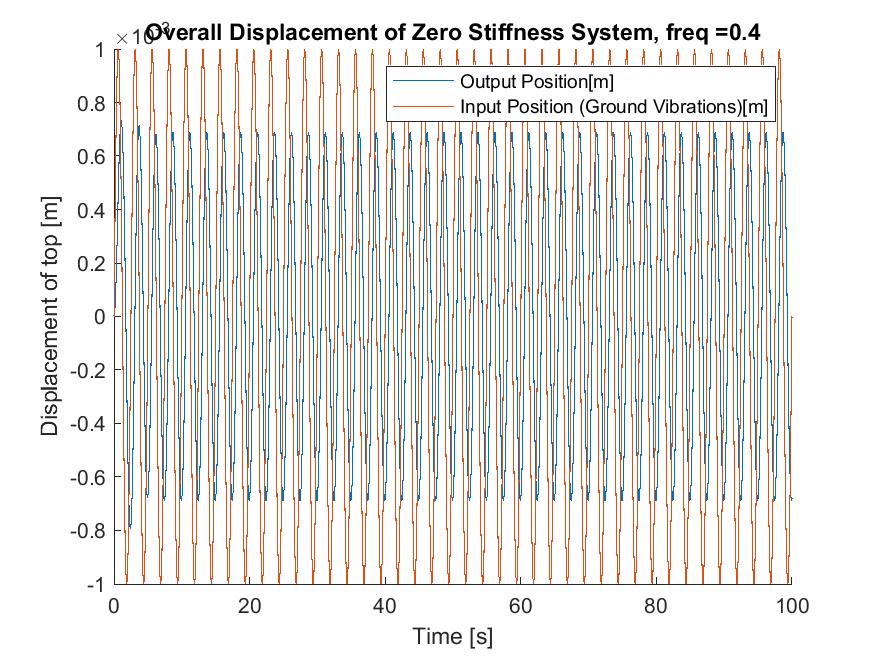 ×10-3
Overall Displacement of Zero Stiffness System, freq =0.4
Output Position[m]
Input Position (Ground Vibrations)[m]
1
0.8
0.6
0.4
0.2
0
-0.2
-0.4
-0.6
-0.8
-1
Displacement of top [m]
0 20 40 60 80 100
Time [s]